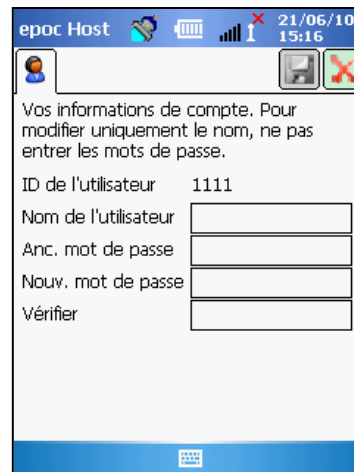 epoc Host
21/06/10
15:16
Vos informations de compte. Pour
modifier uniquement le nom, ne pas
entrer les mots de passe.
ID de l'utilisateur 1111
Nom de l'utilisateur
Anc. mot de passe
Nouv. mot de passe
Vérifier